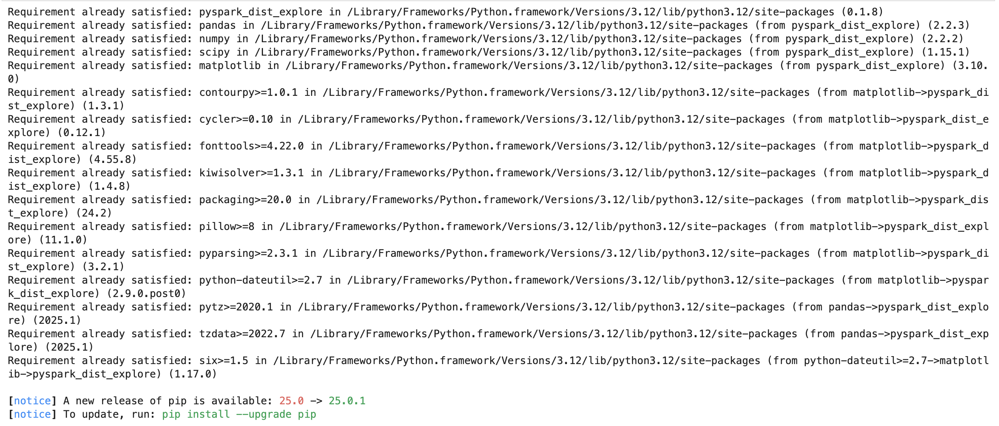 Requirement already satisfied: pyspark_dist_explore in /Library/Frameworks/Python.framework/Versions/3.12/lib/python3.12/site-packages (0.1.8)
Requirement already satisfied: pandas in /Library/Frameworks/Python.framework/Versions/3.12/lib/python3.12/site-packages (from pyspark_dist_explore) (2.2.3)
Requirement already satisfied: numpy in /Library/Frameworks/Python.framework/Versions/3.12/lib/python3.12/site-packages (from pyspark_dist_explore) (2.2.2)
Requirement already satisfied: scipy in /Library/Frameworks/Python.framework/Versions/3.12/lib/python3.12/site-packages (from pyspark_dist_explore) (1.15.1)
Requirement already satisfied: matplotlib in /Library/Frameworks/Python.framework/Versions/3.12/lib/python3.12/site-packages (from pyspark_dist_explore) (3.10.
0)
Requirement already satisfied: contourpy>=1.0.1 in /Library/Frameworks/Python.framework/Versions/3.12/lib/python3.12/site-packages (from matplotlib->pyspark_di
st_explore) (1.3.1)
Requirement already satisfied: cycler>=0.10 in /Library/Frameworks/Python.framework/Versions/3.12/lib/python3.12/site-packages (from matplotlib->pyspark_dist_e
xplore) (0.12.1)
Requirement already satisfied: fonttools>=4.22.0 in /Library/Frameworks/Python.framework/Versions/3.12/lib/python3.12/site-packages (from matplotlib->pyspark_d
ist_explore) (4.55.8)
Requirement already satisfied: kiwisolver>=1.3.1 in /Library/Frameworks/Python.framework/Versions/3.12/lib/python3.12/site-packages (from matplotlib->pyspark_d
ist_explore) (1.4.8)
Requirement already satisfied: packaging>=20.0 in /Library/Frameworks/Python.framework/Versions/3.12/lib/python3.12/site-packages (from matplotlib->pyspark_dis
t_explore) (24.2)
Requirement already satisfied: pillow>=8 in /Library/Frameworks/Python.framework/Versions/3.12/lib/python3.12/site-packages (from matplotlib->pyspark_dist_expl
ore) (11.1.0)
Requirement already satisfied: pyparsing>=2.3.1 in /Library/Frameworks/Python.framework/Versions/3.12/lib/python3.12/site-packages (from matplotlib->pyspark_di
st_explore) (3.2.1)
Requirement already satisfied: python-dateutil>=2.7 in /Library/Frameworks/Python.framework/Versions/3.12/lib/python3.12/site-packages (from matplotlib->pyspar
k_dist_explore) (2.9.0.post0)
Requirement already satisfied: pytz>=2020.1 in /Library/Frameworks/Python.framework/Versions/3.12/lib/python3.12/site-packages (from pandas->pyspark_dist_explo
re) (2025.1)
Requirement already satisfied: tzdata>=2022.7 in /Library/Frameworks/Python.framework/Versions/3.12/lib/python3.12/site-packages (from pandas->pyspark_dist_exp
lore) (2025.1)
Requirement already satisfied: six>=1.5 in /Library/Frameworks/Python.framework/Versions/3.12/lib/python3.12/site-packages (from python-dateutil>=2.7->matplotl
ib->pyspark_dist_explore) (1.17.0)

[notice] A new release of pip is available: 25.0 -> 25.0.1
[notice] To update, run: pip install --upgrade pip